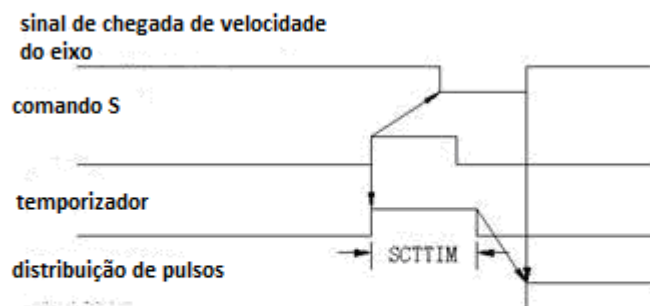 sinal de chegada de velocidade
do eixo
comando S
temporizador
SCTTIM
distribuição de pulsos